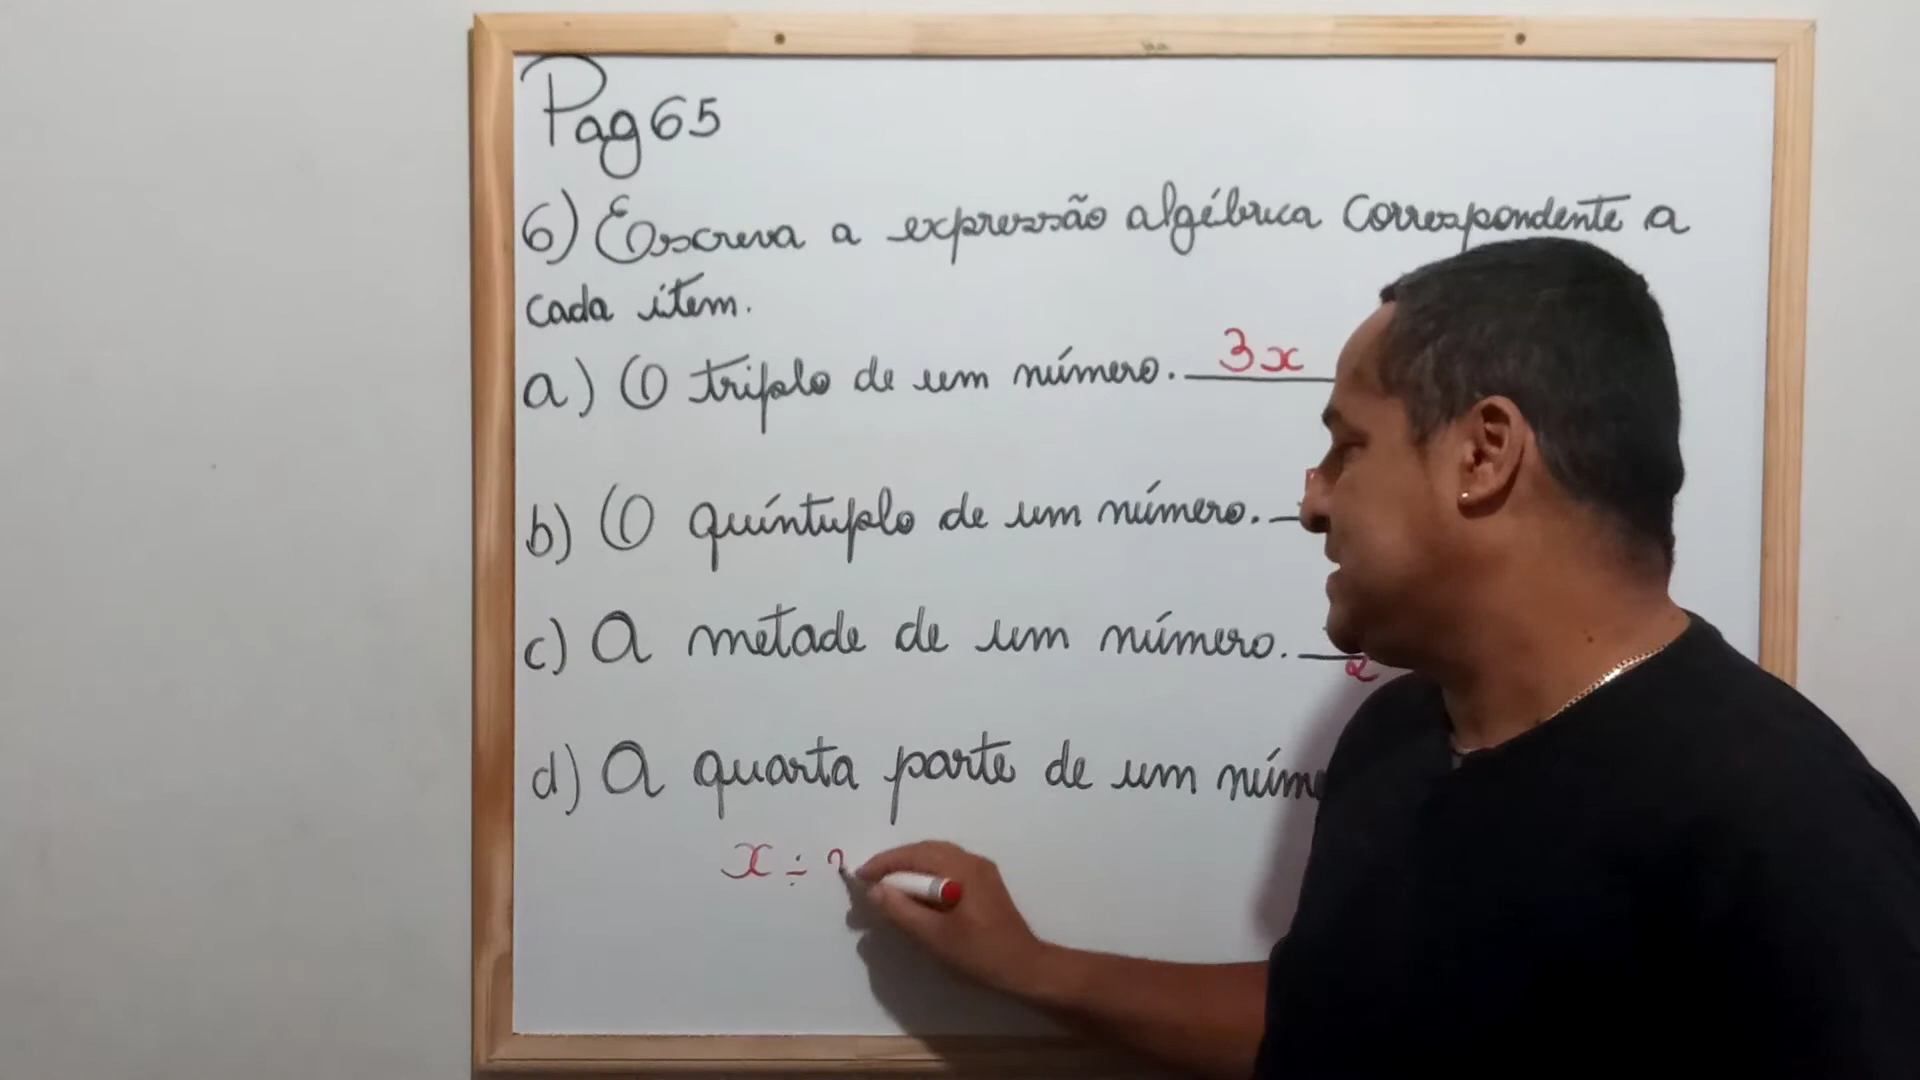 Pag 65
6) Escreva a expressão algébrica correspondente a
cada item.
a) O triplo de um número. 3x
b) O quíntuplo de um número.
c) A metade de um número. 2
d) A quarta parte de um
x ÷